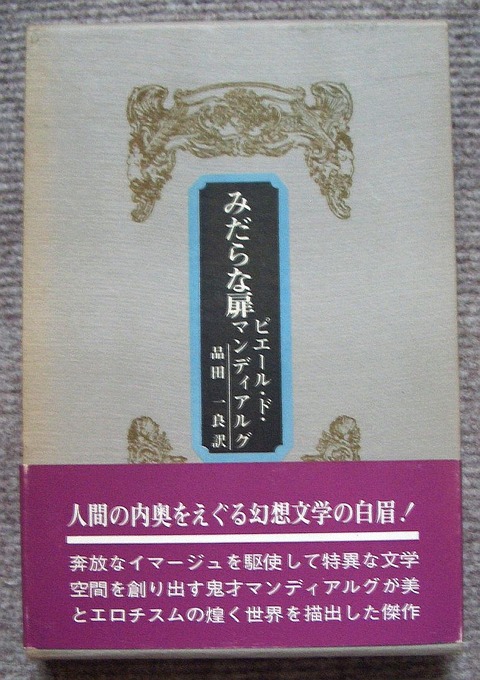 みだらな扉
ピエール・ド・
マンディアルグ
品田一良訳
人間の内奥をえぐる幻想文学の白眉！
奔放なイマージュを駆使して特異な文学
空間を創り出す鬼才マンディアルグが美
とエロチスムの煌く世界を描出した傑作